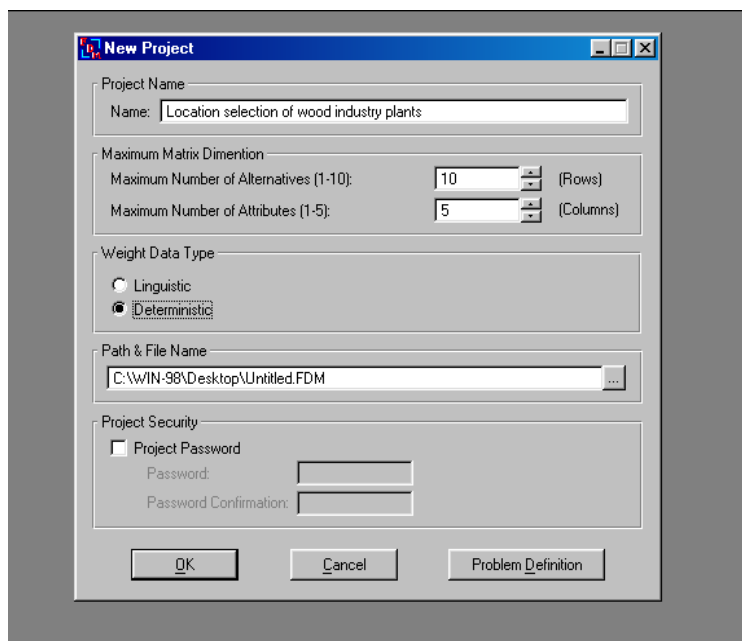 New Project
Project Name
Name: Location selection of wood industry plants
Maximum Matrix Dimention
Maximum Number of Alternatives (1-10): 10 (Rows)
Maximum Number of Attributes (1-5): 5 (Columns)
Weight Data Type
Linguistic
Deterministic
Path & File Name
C:\WIN-98\Desktop\Untitled.FDM ...
Project Security
Project Password
Password:
Password Confirmation:
OK Cancel Problem Definition